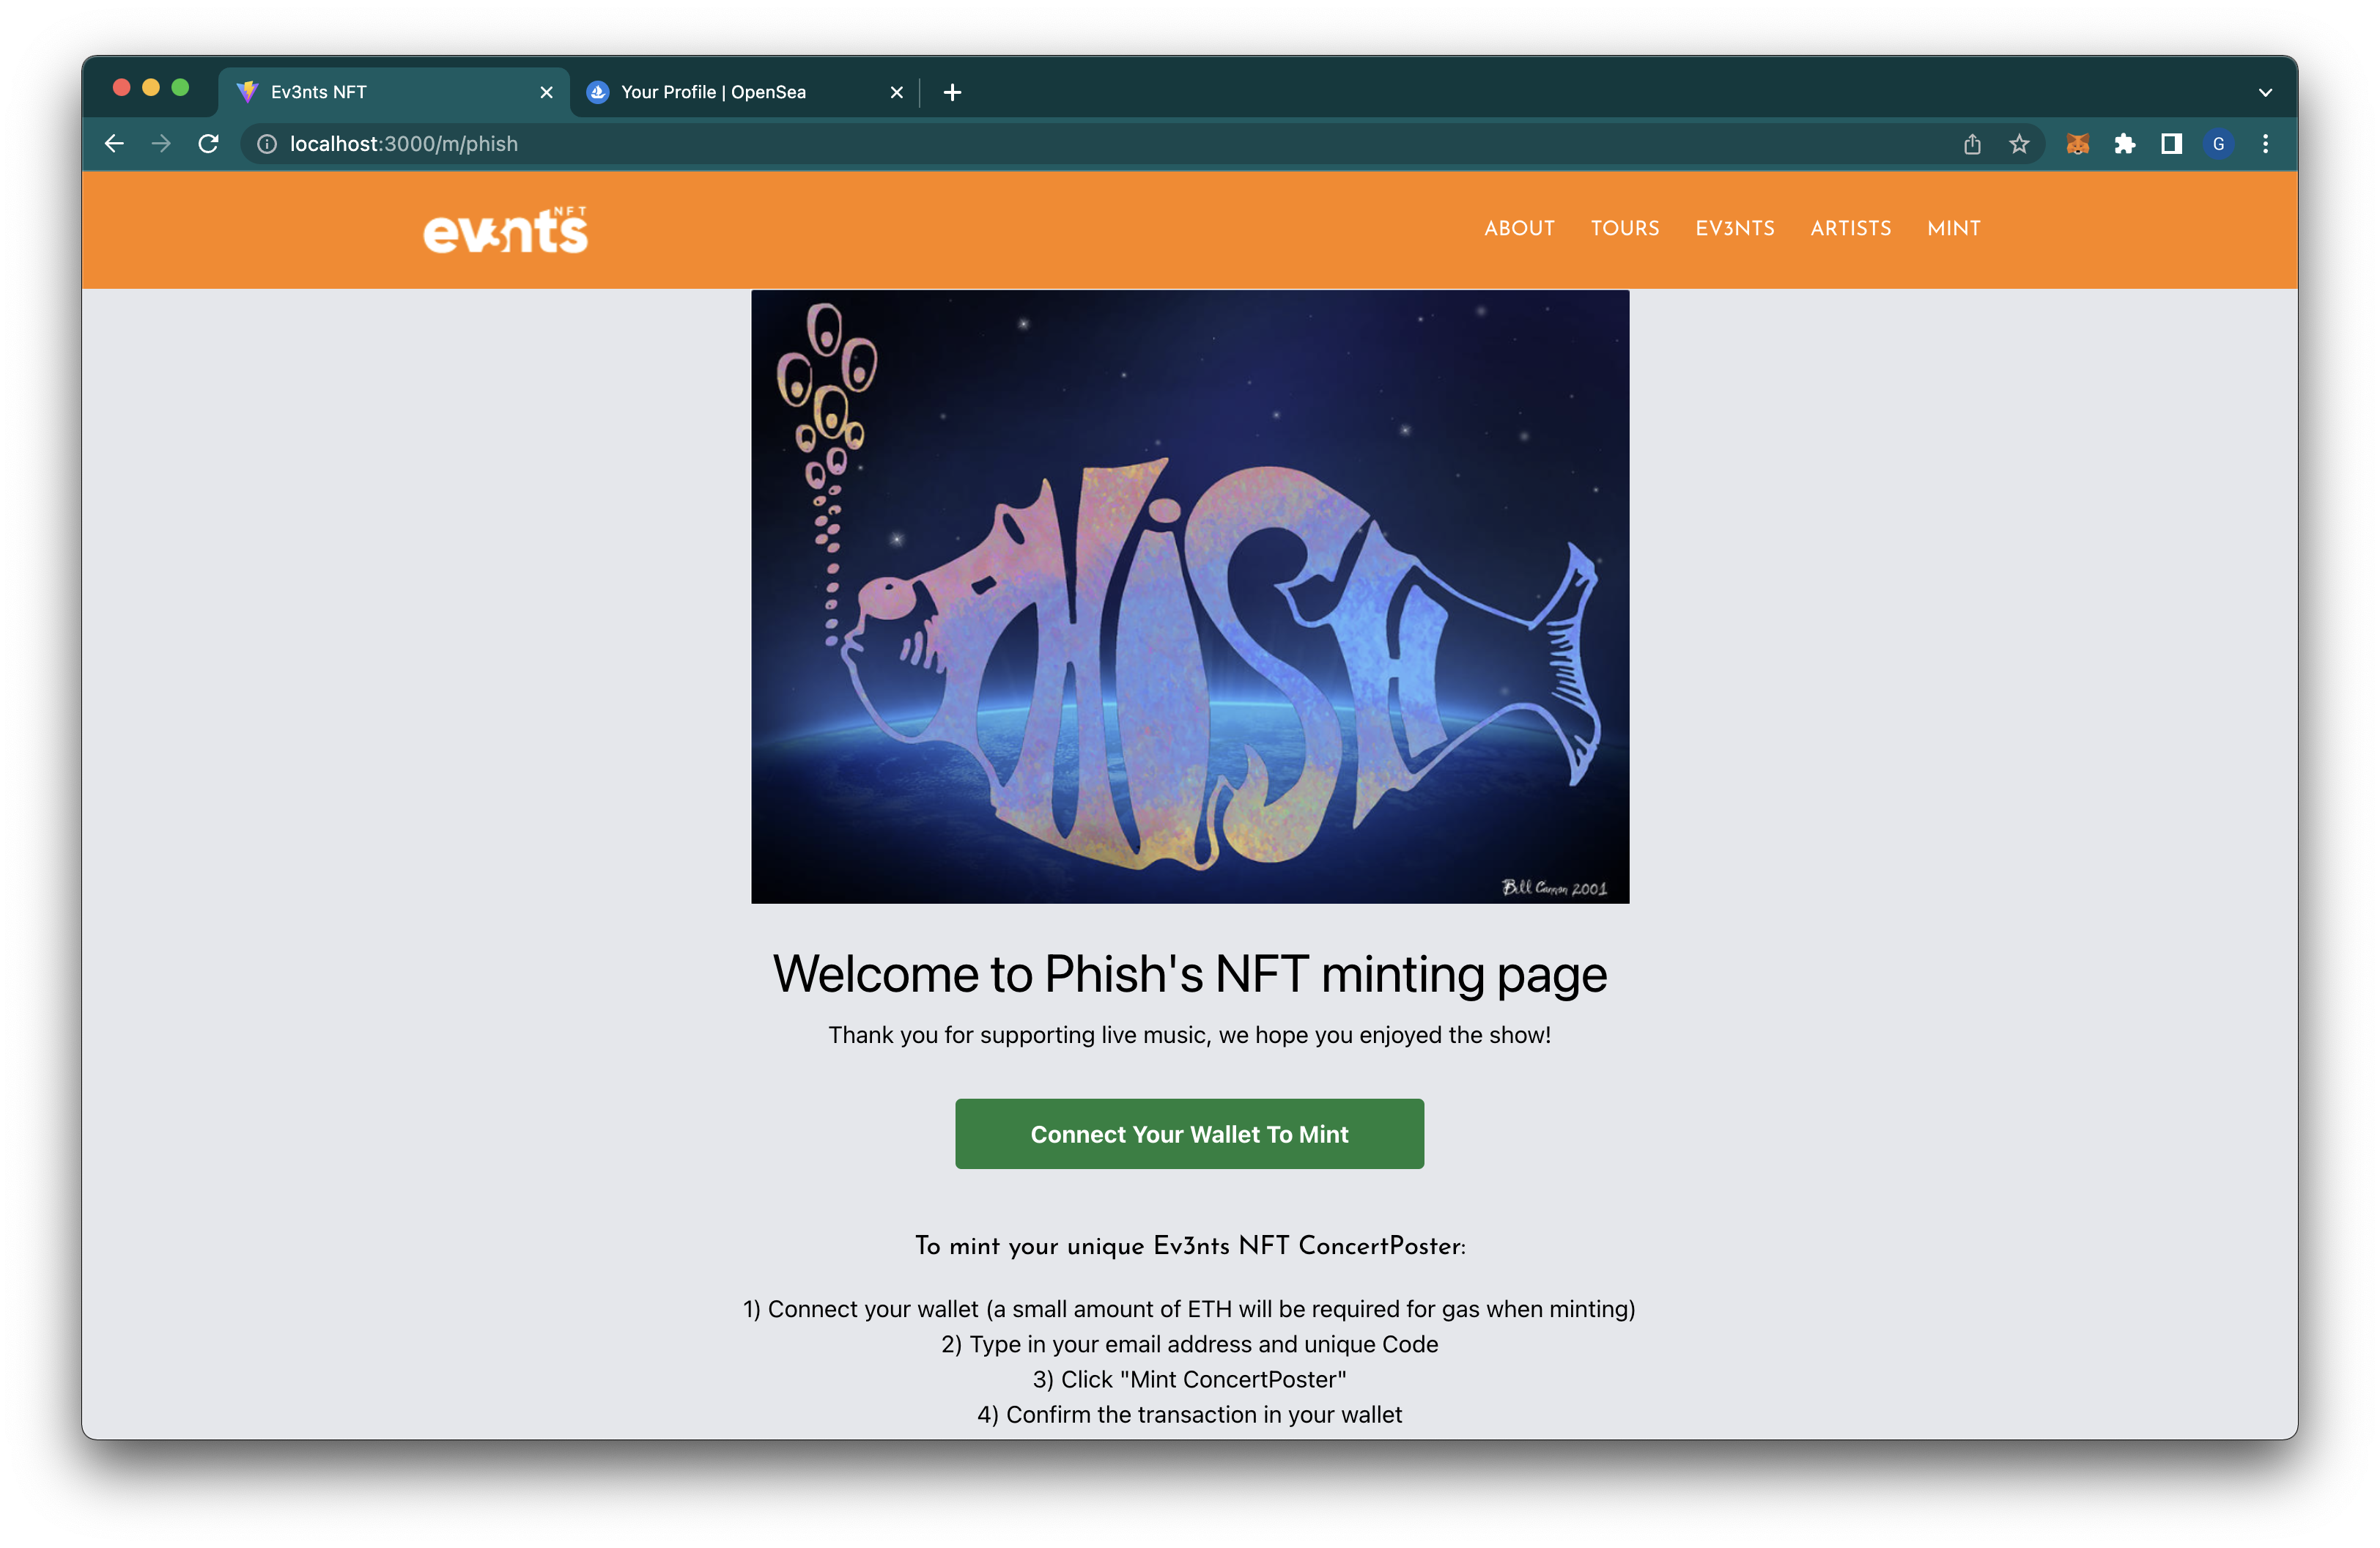 Ev3nts NFT
Your Profile | OpenSea
localhost:3000/m/phish
G
ev3nts NFT
ABOUT TOURS EV3NTS ARTISTS MINT
PHiSH
Bill Cannon 2001
Welcome to Phish's NFT minting page
Thank you for supporting live music, we hope you enjoyed the show!
Connect Your Wallet To Mint
To mint your unique Ev3nts NFT ConcertPoster:
1) Connect your wallet (a small amount of ETH will be required for gas when minting)
2) Type in your email address and unique Code
3) Click "Mint ConcertPoster"
4) Confirm the transaction in your wallet